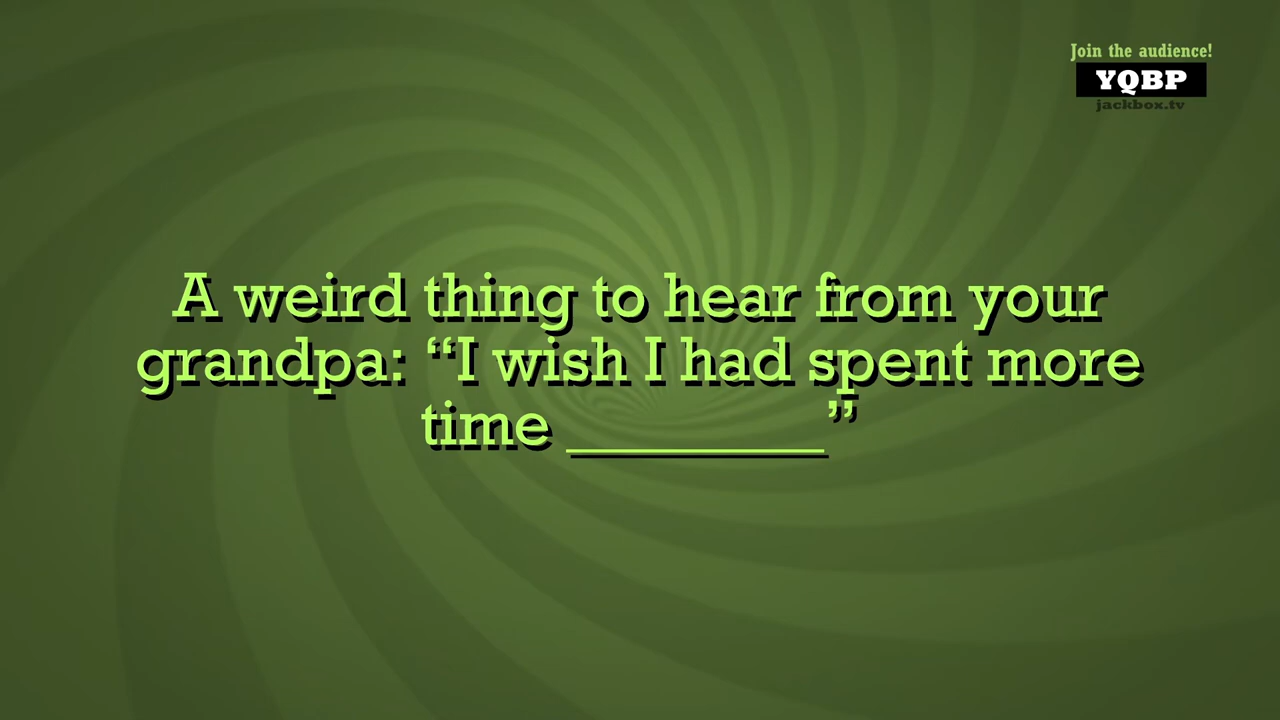 Join the audience!
YQBP
jackbox.tv
A weird thing to hear from your
grandpa: “I wish I had spent more
time ________”